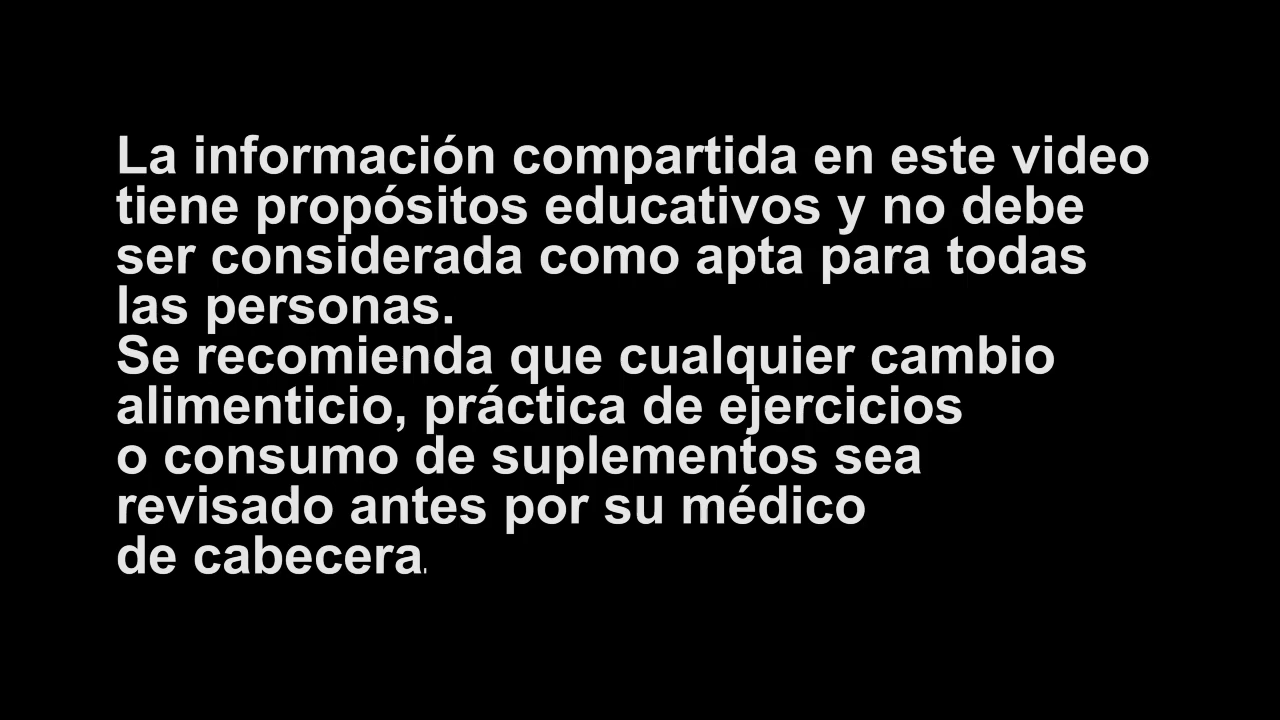 La información compartida en este video
tiene propósitos educativos y no debe
ser considerada como apta para todas
las personas.
Se recomienda que cualquier cambio
alimenticio, práctica de ejercicios
o consumo de suplementos sea
revisado antes por su médico
de cabecera.